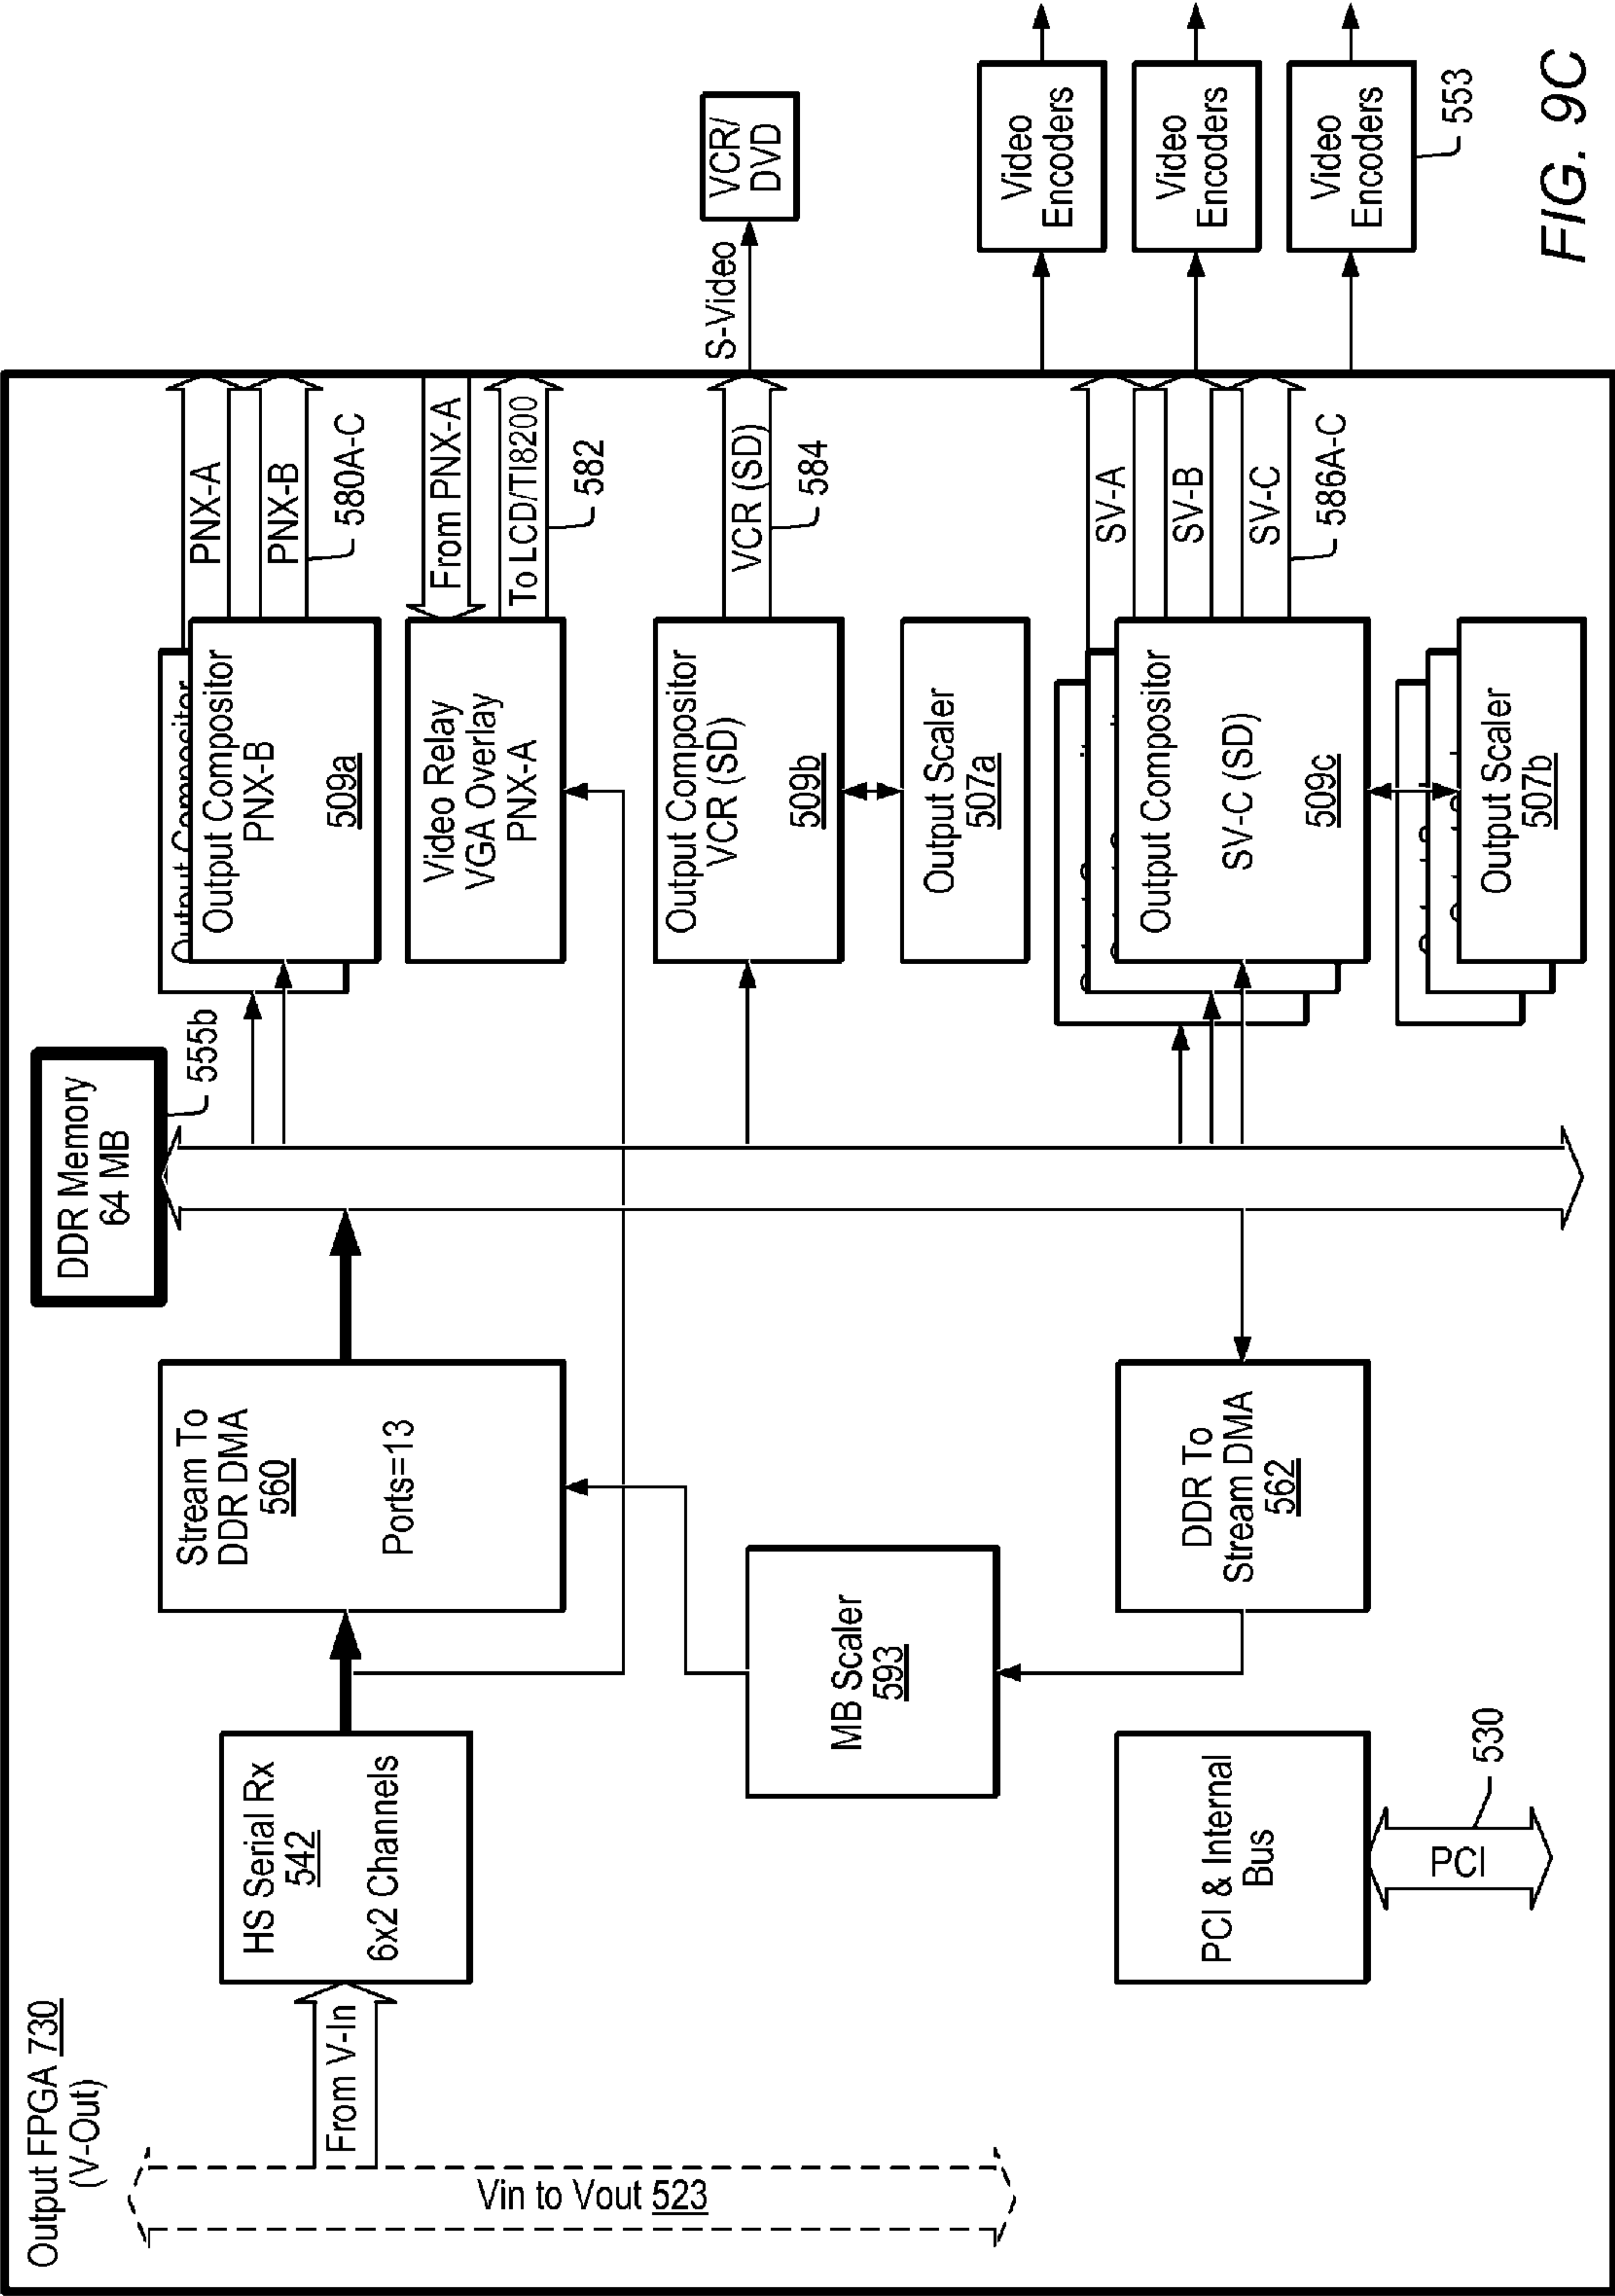 Output FPGA 730
(V-Out)
Vin to Vout 523
From V-In
HS Serial Rx
542
6x2 Channels
Stream To
DDR DMA
560
Ports=13
DDR Memory
64 MB
555b
MB Scaler
593
PCI & Internal
Bus
PCI
530
DDR To
Stream DMA
562
Output Compositor
Output Compositor
PNX-B
509a
PNX-A
PNX-B
580A-C
Video Relay
VGA Overlay
PNX-A
From PNX-A
To LCD/TI8200
582
Output Compositor
VCR (SD)
509b
VCR (SD)
584
S-Video
VCR/
DVD
Output Scaler
507a
Output Compositor
SV-C (SD)
509c
SV-A
SV-B
SV-C
586A-C
Output Scaler
507b
Video
Encoders
Video
Encoders
Video
Encoders
553
FIG. 9C